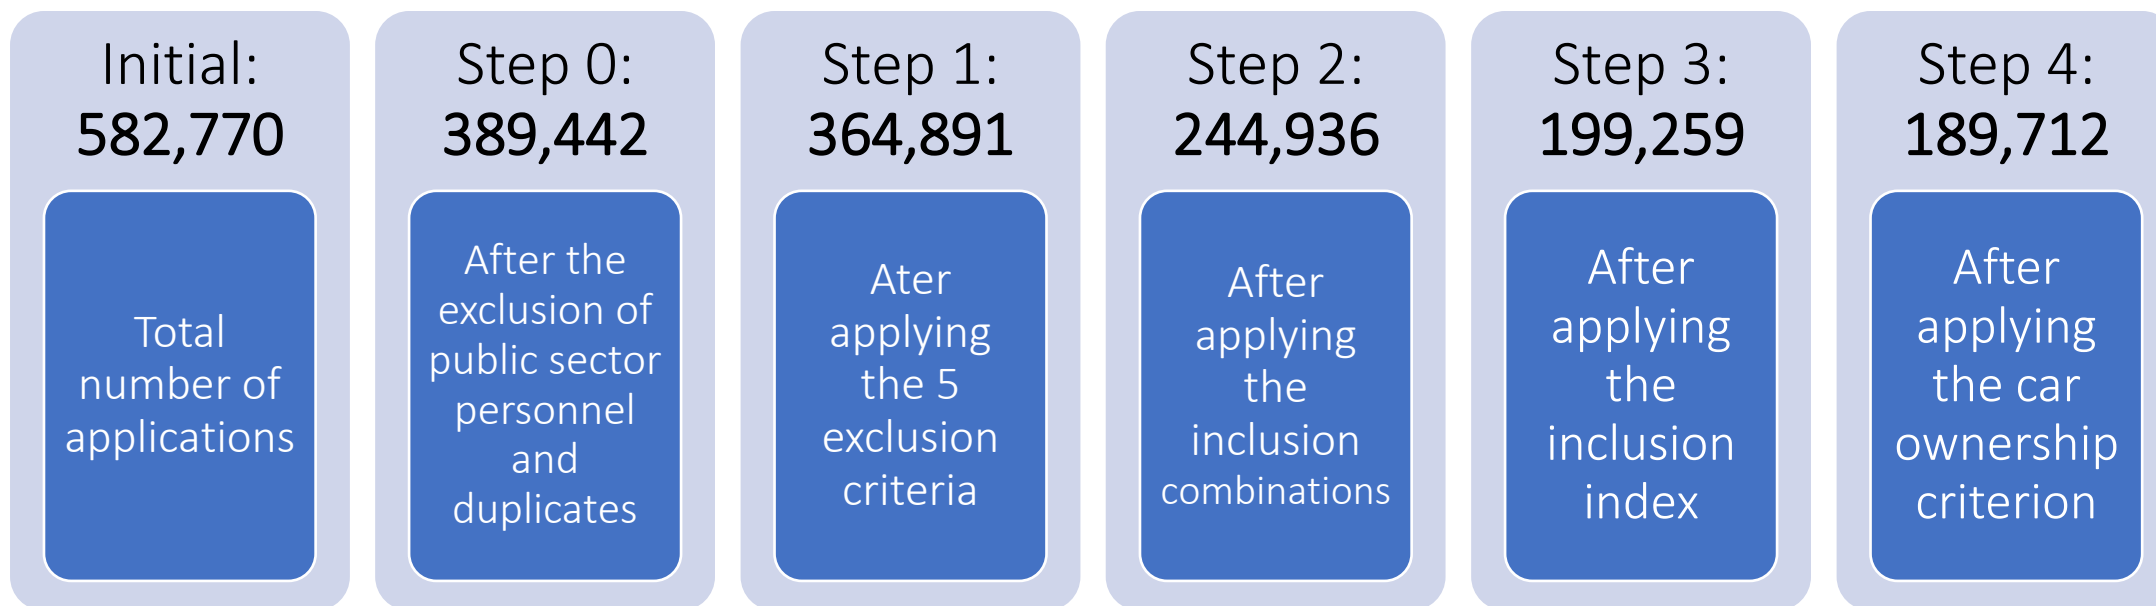 Initial:
582,770
Total
number of
applications
Step 0:
389,442
After the
exclusion of
public sector
personnel
and
duplicates
Step 1:
364,891
Ater
applying
the 5
exclusion
criteria
Step 2:
244,936
After
applying
the
inclusion
combinations
Step 3:
199,259
After
applying
the
inclusion
index
Step 4:
189,712
After
applying
the car
ownership
criterion